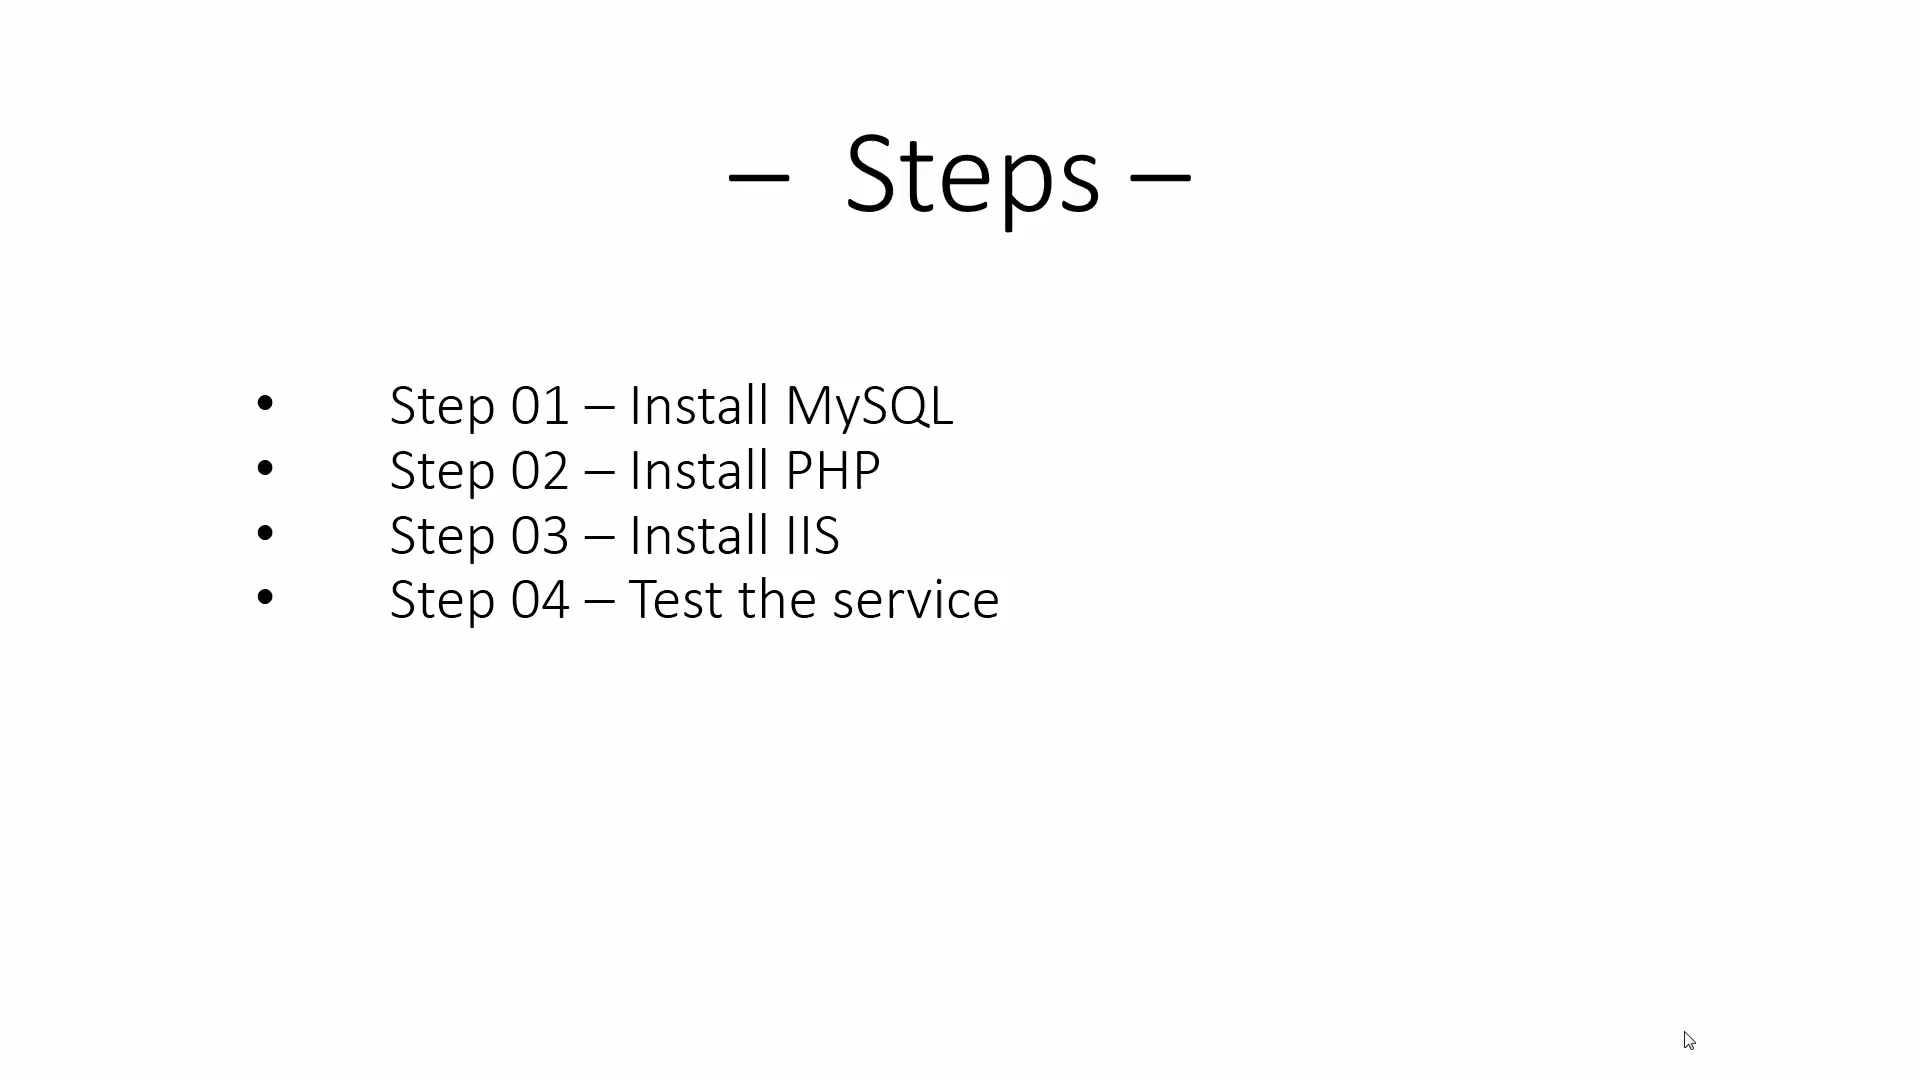 – Steps –
• Step 01 – Install MySQL
• Step 02 – Install PHP
• Step 03 – Install IIS
• Step 04 – Test the service